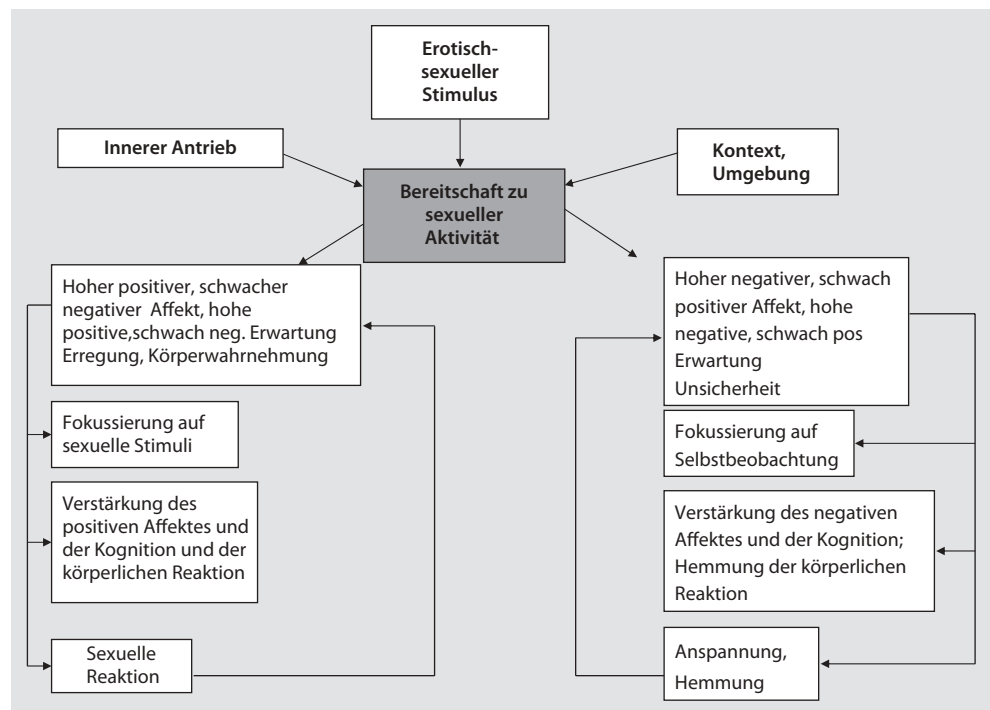 Erotisch-
sexueller
Stimulus
Innerer Antrieb
Kontext,
Umgebung
Bereitschaft zu
sexueller
Aktivität
Hoher positiver, schwacher
negativer Affekt, hohe
positive,schwach neg. Erwartung
Erregung, Körperwahrnehmung
Fokussierung auf
sexuelle Stimuli
Verstärkung des
positiven Affektes und
der Kognition und der
körperlichen Reaktion
Sexuelle
Reaktion
Hoher negativer, schwach
positiver Affekt, hohe
negative, schwach pos
Erwartung
Unsicherheit
Fokussierung auf
Selbstbeobachtung
Verstärkung des negativen
Affektes und der Kognition;
Hemmung der körperlichen
Reaktion
Anspannung,
Hemmung